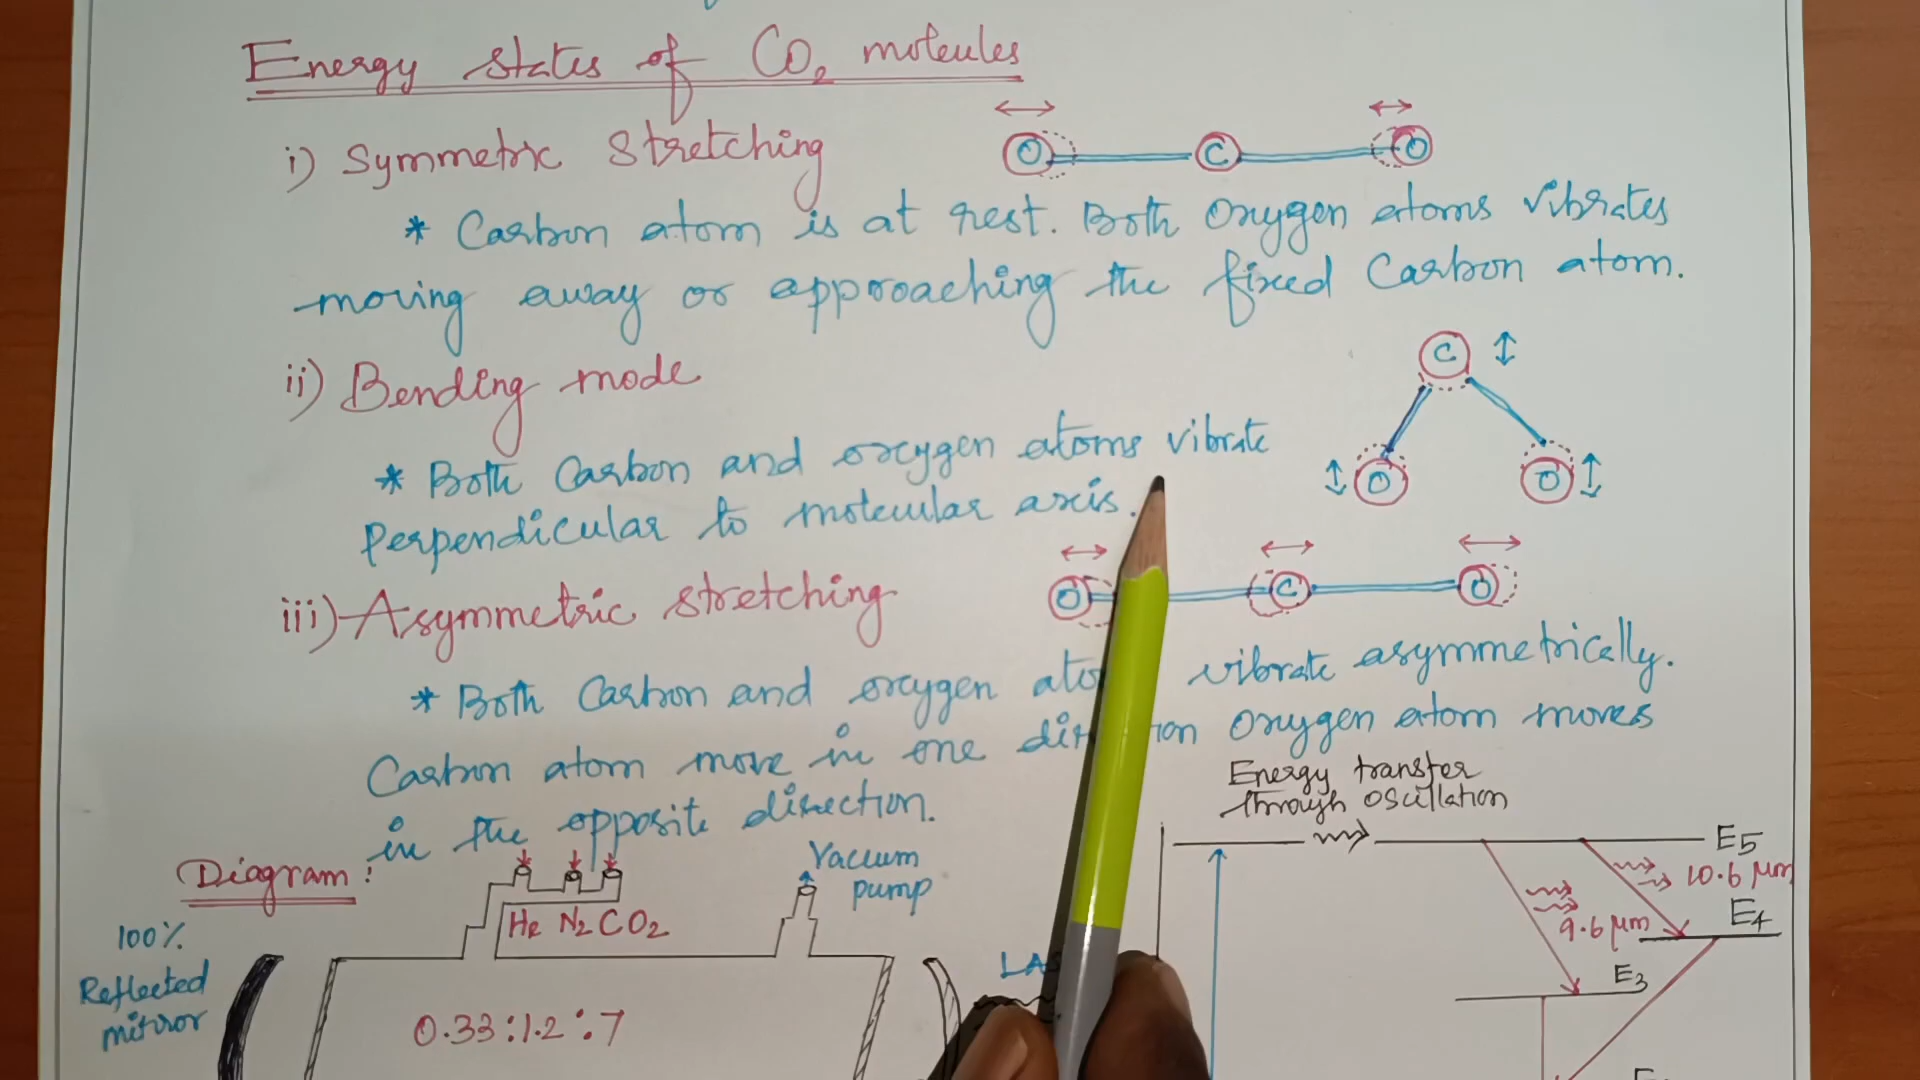 Energy states of CO2 moleules
i) Symmetric stretching
O C O
* Carbon atom is at rest. Both Oxygen atoms vibrates
moving away or approaching the fixed Carbon atom.
ii) Bending mode
C
O O
* Both Carbon and oxygen atoms vibrate
Perpendicular to molecular axis.
iii) Asymmetric stretching
O C O
* Both Carbon and oxygen vibrate asymmetrically.
Carbon atom move in one oxygen atom moves
in the opposite direction.
Diagram:
Vaccum
pump
He N2 CO2
100%
Reflected
mirror
0.33:1.2:7
Energy transfer
through oscillation
E5
10.6 μm
9.6 μm
E4
E3